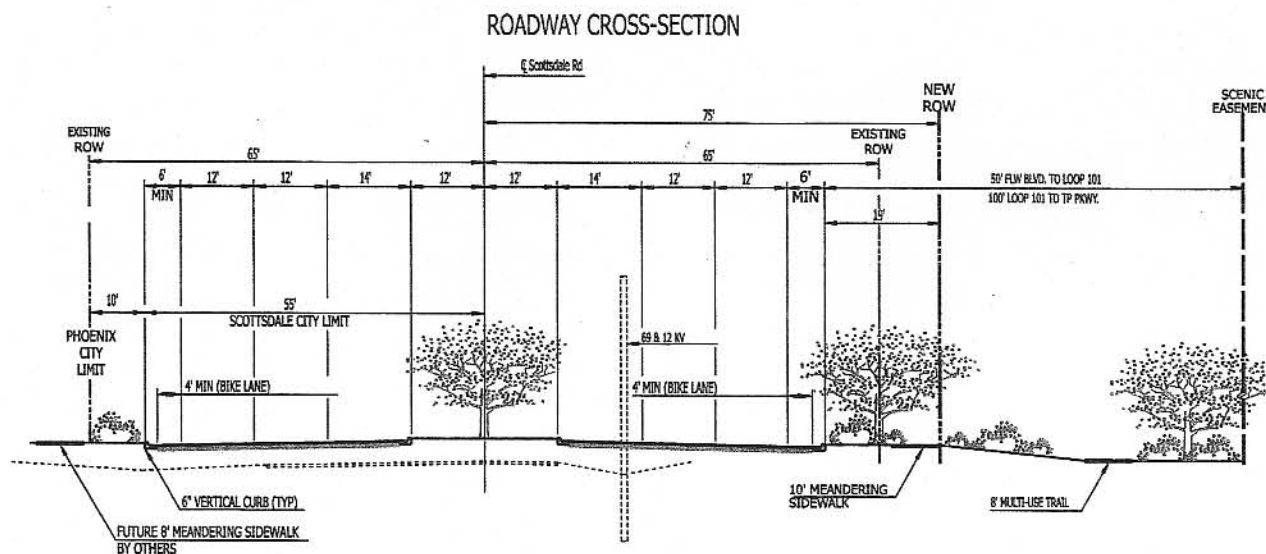 ROADWAY CROSS-SECTION
℄ Scottsdale Rd
NEW
ROW
SCENIC
EASEMEN
75'
EXISTING
ROW
EXISTING
ROW
65'
65'
6'
MIN
12'
12'
14'
12'
12'
14'
12'
12'
6'
MIN
50' FLW BLVD. TO LOOP 101
100' LOOP 101 TO TP PKWY.
19'
10'
55'
SCOTTSDALE CITY LIMIT
PHOENIX
CITY
LIMIT
69 & 12 KV
4' MIN (BIKE LANE)
4' MIN (BIKE LANE)
6" VERTICAL CURB (TYP)
10' MEANDERING
SIDEWALK
8' MULTI-USE TRAIL
FUTURE 8' MEANDERING SIDEWALK
BY OTHERS